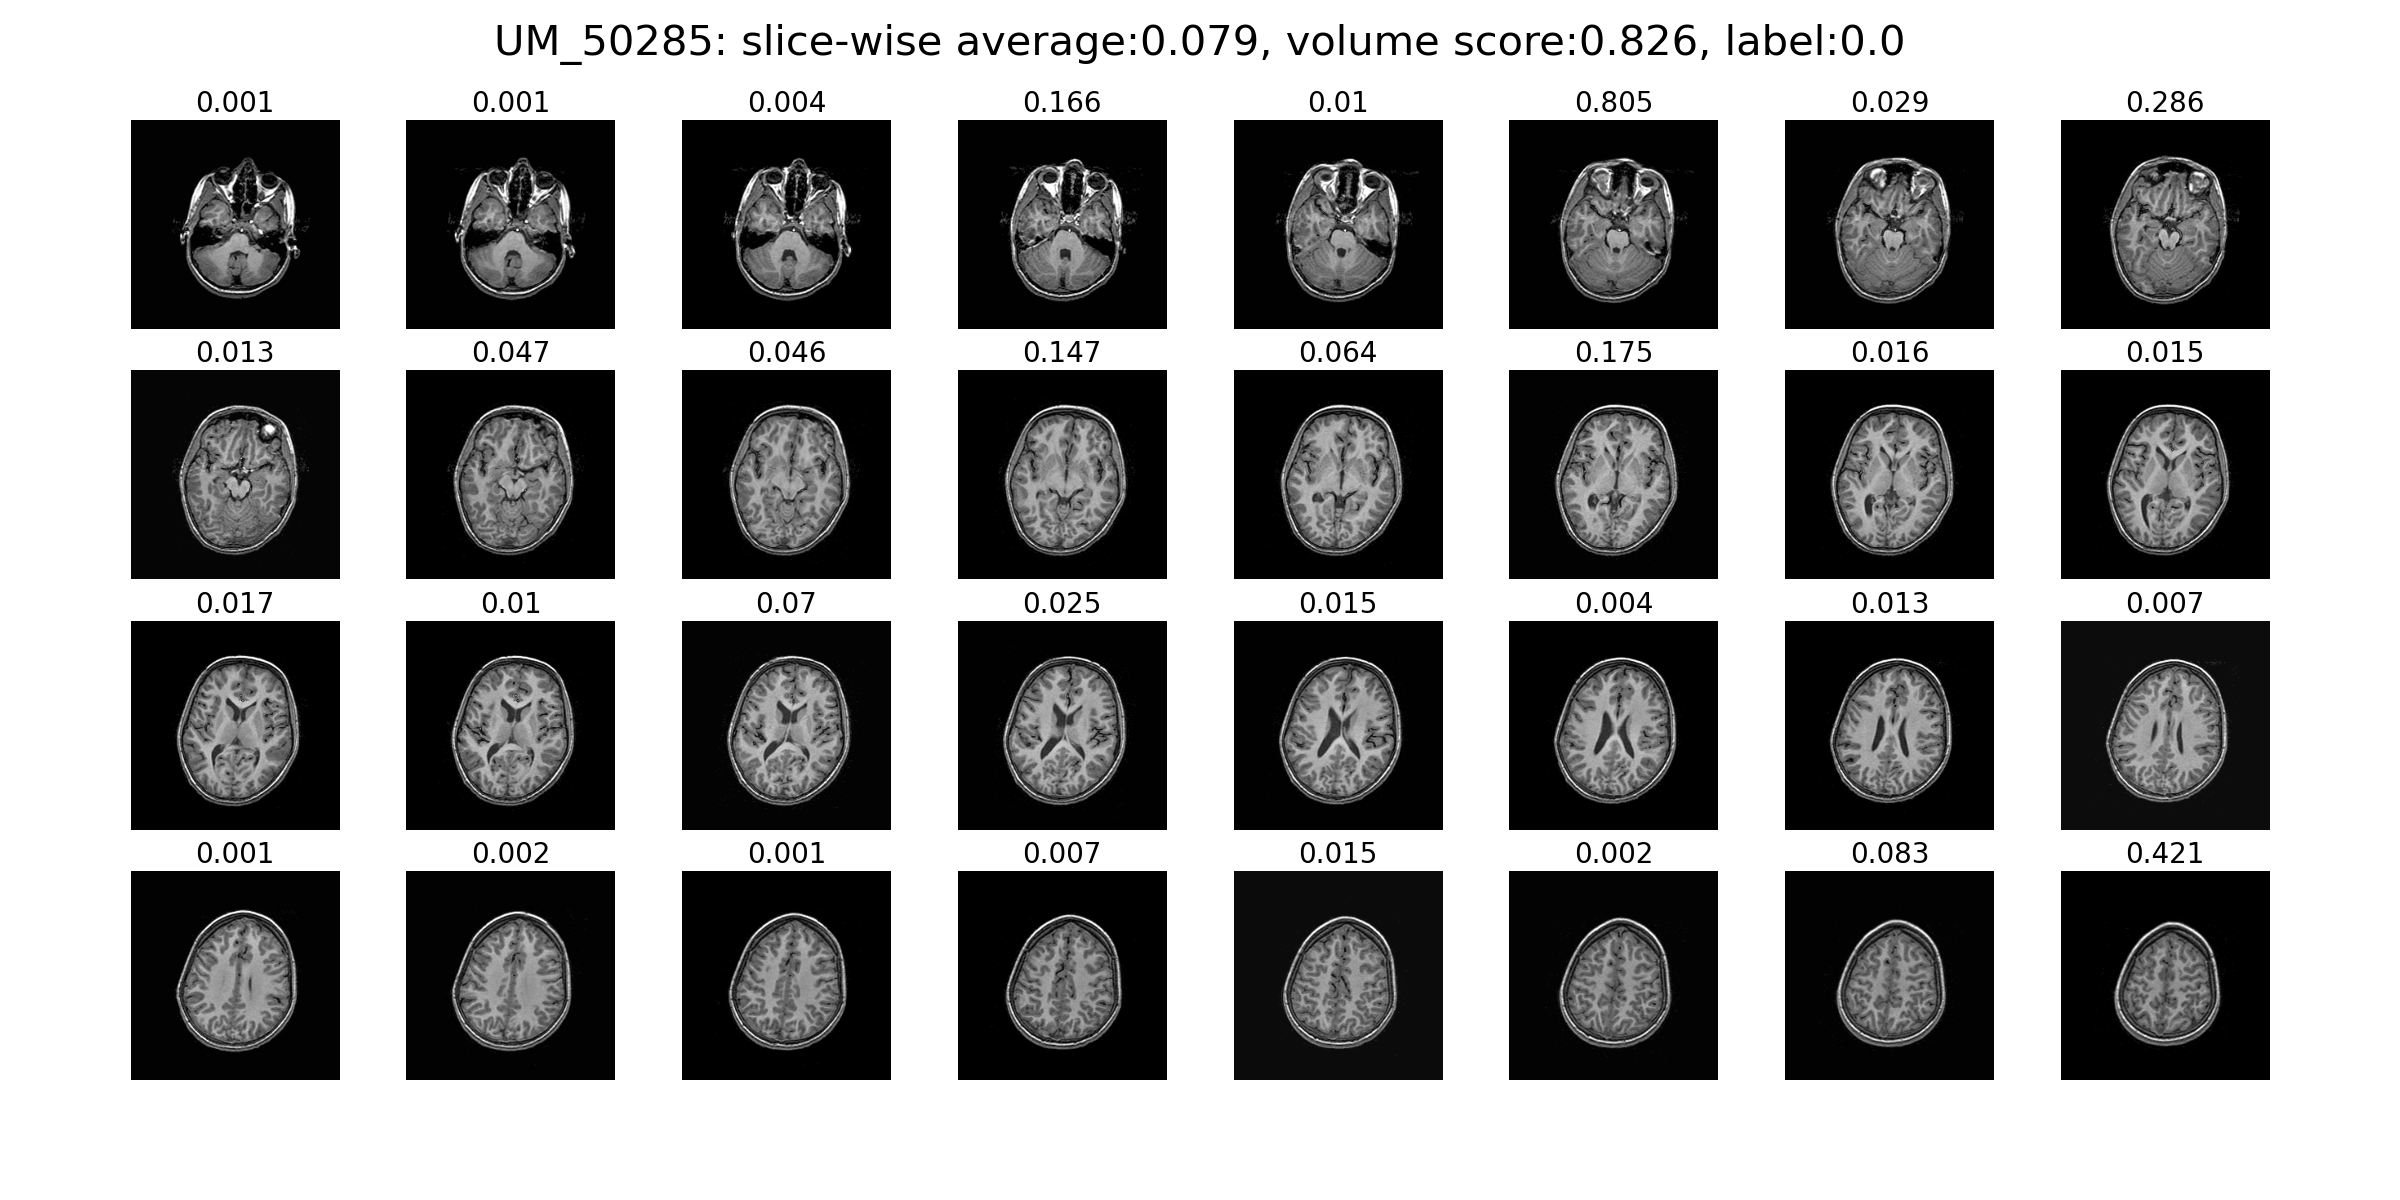 UM_50285: slice-wise average:0.079, volume score:0.826, label:0.0
0.001 0.001 0.004 0.166 0.01 0.805 0.029 0.286
0.013 0.047 0.046 0.147 0.064 0.175 0.016 0.015
0.017 0.01 0.07 0.025 0.015 0.004 0.013 0.007
0.001 0.002 0.001 0.007 0.015 0.002 0.083 0.421